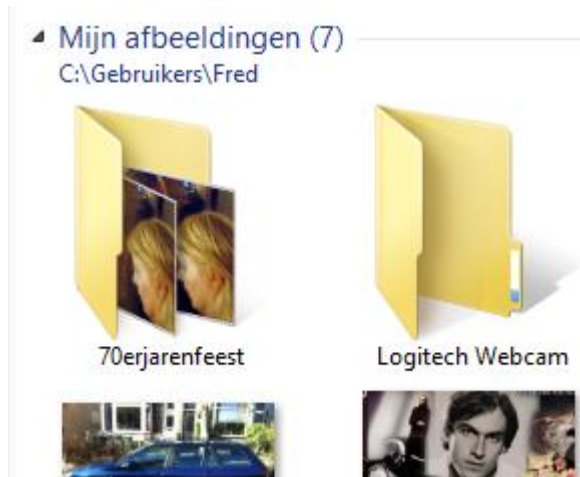 Mijn afbeeldingen (7)
C:\Gebruikers\Fred
70erjarenfeest
Logitech Webcam